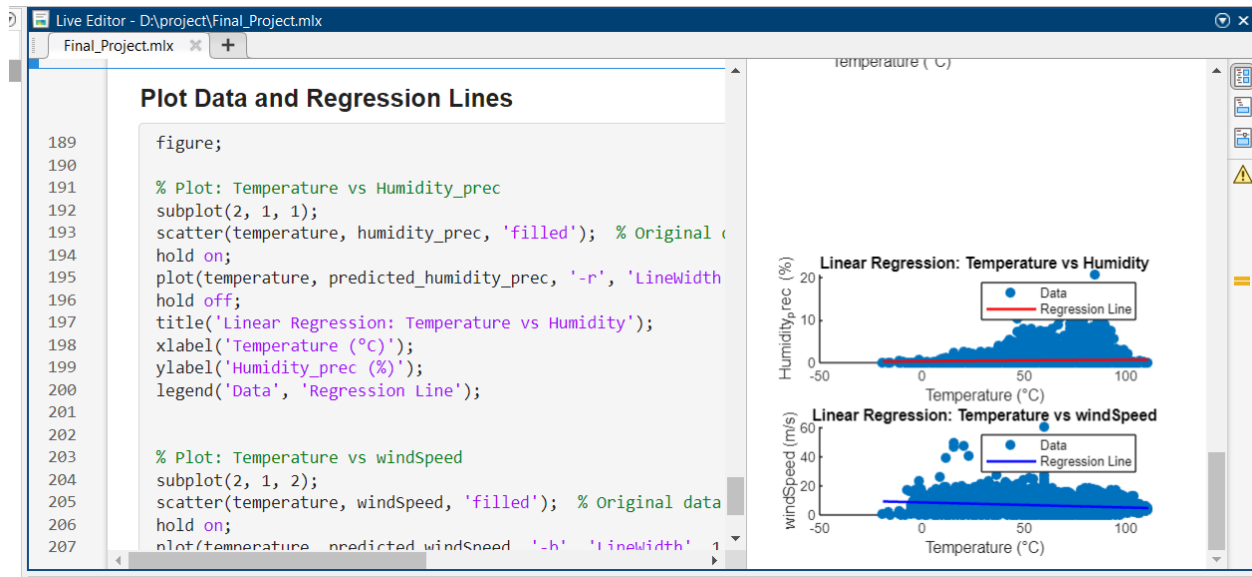 Live Editor - D:\project\Final_Project.mlx
Final_Project.mlx
Plot Data and Regression Lines
189 figure;
190
191 % Plot: Temperature vs Humidity_prec
192 subplot(2, 1, 1);
193 scatter(temperature, humidity_prec, 'filled'); % Original
194 hold on;
195 plot(temperature, predicted_humidity_prec, '-r', 'LineWidth
196 hold off;
197 title('Linear Regression: Temperature vs Humidity');
198 xlabel('Temperature (°C)');
199 ylabel('Humidity_prec (%)');
200 legend('Data', 'Regression Line');
201
202
203 % Plot: Temperature vs windSpeed
204 subplot(2, 1, 2);
205 scatter(temperature, windSpeed, 'filled'); % Original data
206 hold on;
207 plot(temperature, predicted_windSpeed, '-b', 'LineWidth', 1
Temperature (°C)
Linear Regression: Temperature vs Humidity
Humidity_prec (%)
20
10
0
Data
Regression Line
-50 0 50 100
Temperature (°C)
Linear Regression: Temperature vs windSpeed
windSpeed (m/s)
60
40
20
0
Data
Regression Line
-50 0 50 100
Temperature (°C)